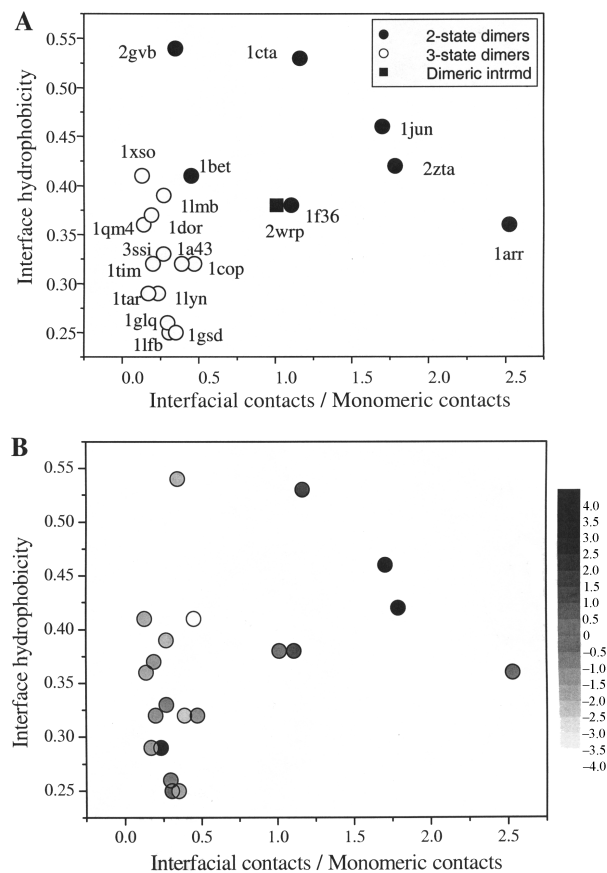 A
2-state dimers
3-state dimers
Dimeric intrmd
Interface hydrophobicity
0.55
0.50
0.45
0.40
0.35
0.30
0.25
2gvb
1cta
1jun
2zta
1xso
1bet
1lmb
1f36
2wrp
1qm4
1dor
1arr
3ssi
1a43
1tim
1cop
1tar
1lyn
1glq
1gsd
1lfb
0.0 0.5 1.0 1.5 2.0 2.5
Interfacial contacts / Monomeric contacts
B
Interface hydrophobicity
0.55
0.50
0.45
0.40
0.35
0.30
0.25
4.0
3.5
3.0
2.5
2.0
1.5
1.0
0.5
0
−0.5
−1.0
−1.5
−2.0
−2.5
−3.0
−3.5
−4.0
0.0 0.5 1.0 1.5 2.0 2.5
Interfacial contacts / Monomeric contacts